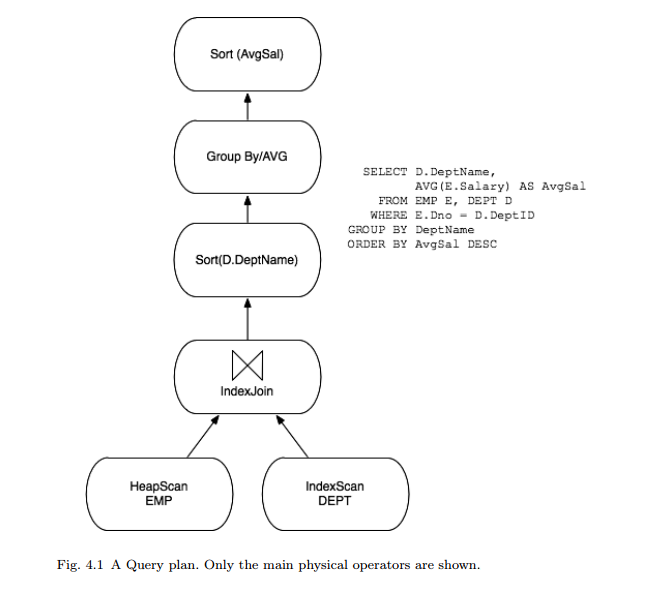 Sort (AvgSal)
Group By/AVG
Sort(D.DeptName)
IndexJoin
HeapScan
EMP
IndexScan
DEPT
SELECT D.DeptName,
AVG(E.Salary) AS AvgSal
FROM EMP E, DEPT D
WHERE E.Dno = D.DeptID
GROUP BY DeptName
ORDER BY AvgSal DESC
Fig. 4.1 A Query plan. Only the main physical operators are shown.